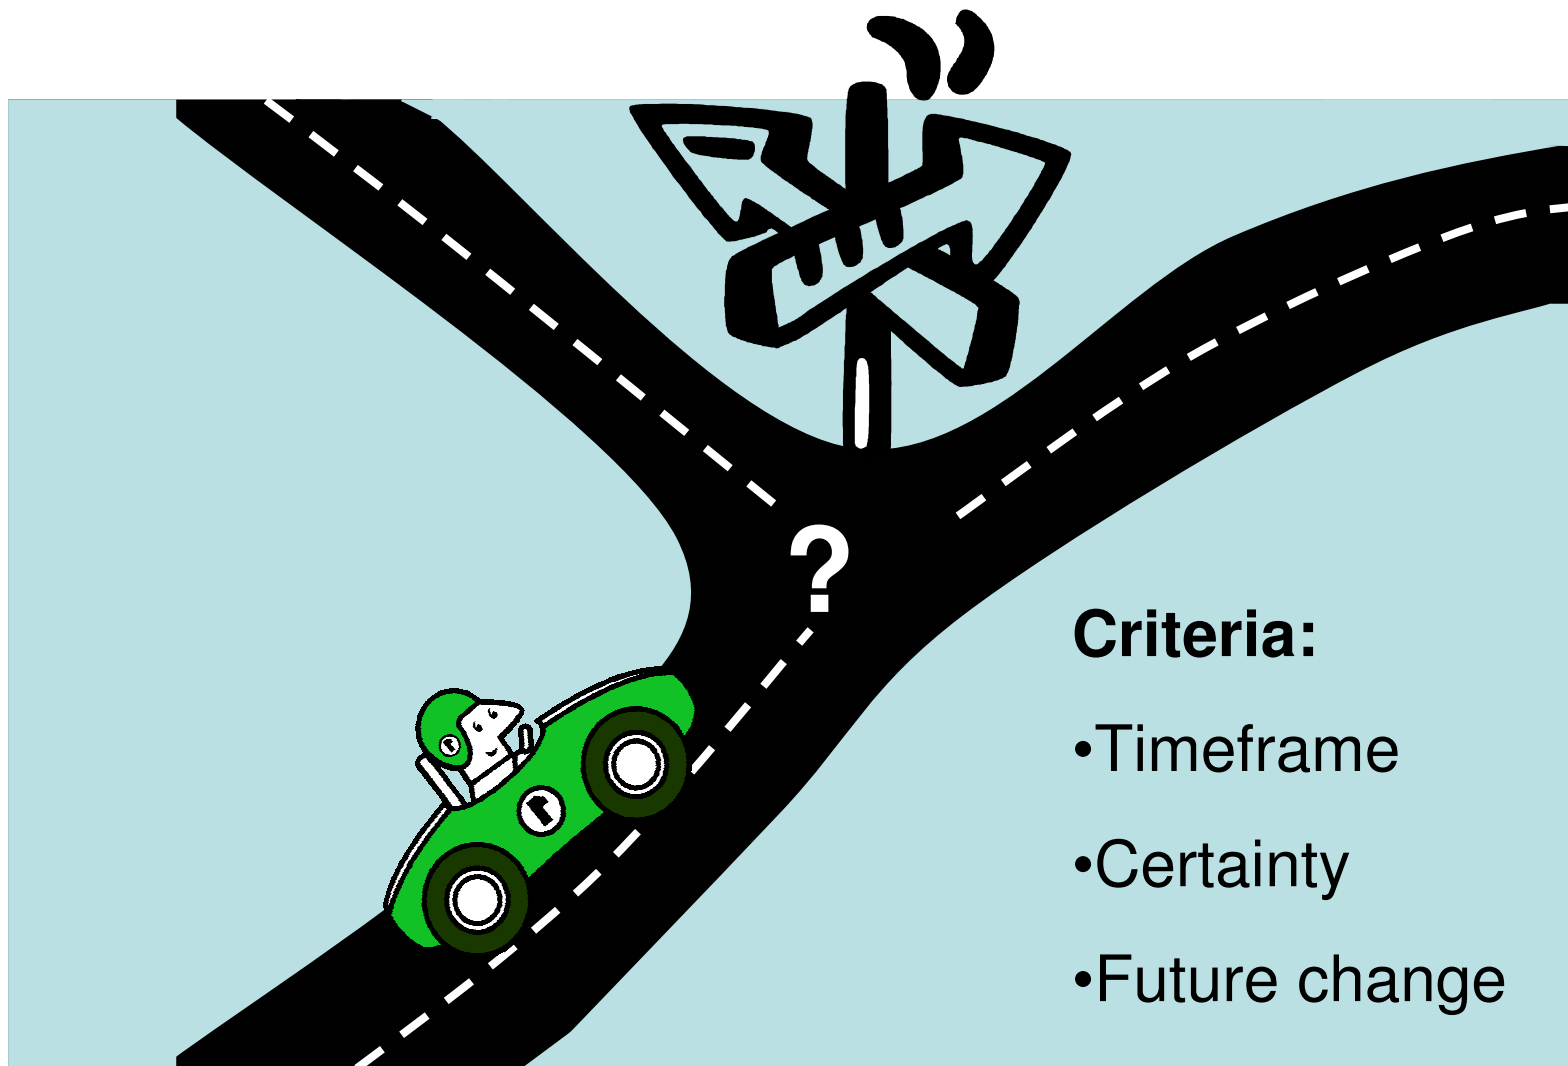 ?
Criteria:
•Timeframe
•Certainty
•Future change